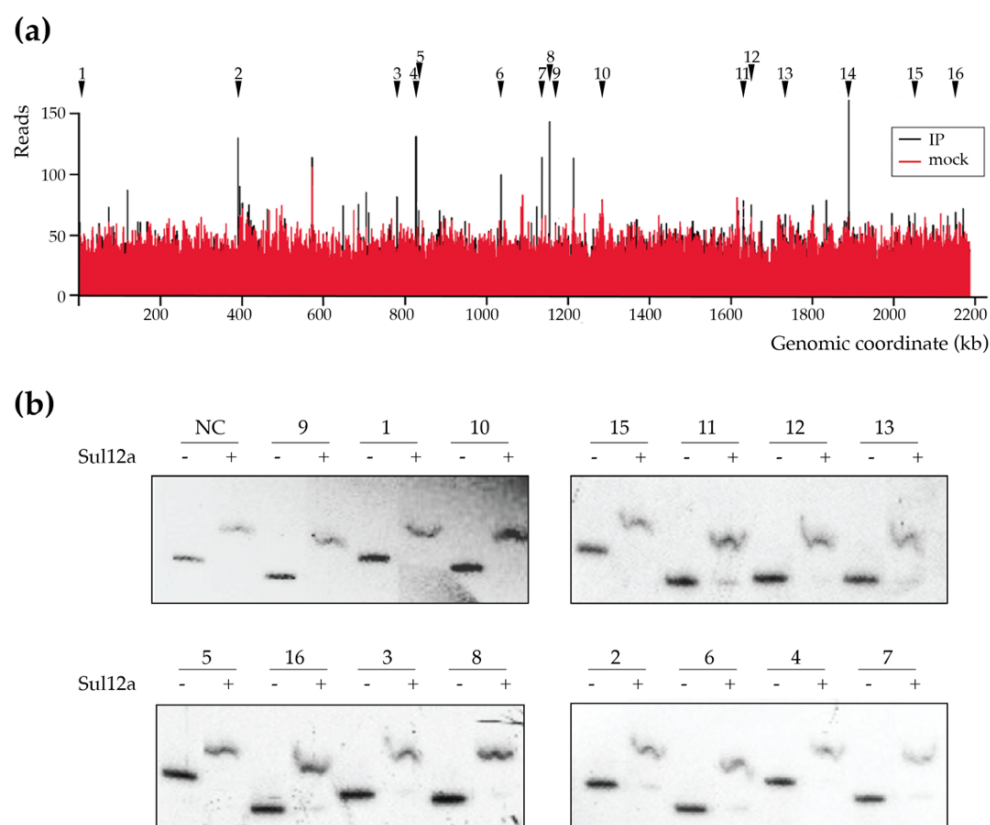 (a)
5 8 12
1 2 3 4 6 7 9 10 11 13 14 15 16
Reads
150
100
50
0
IP
mock
200 400 600 800 1000 1200 1400 1600 1800 2000 2200
Genomic coordinate (kb)
(b)
NC 9 1 10 15 11 12 13
Sul12a - + - + - + - + - + - + - + - +
5 16 3 8 2 6 4 7
Sul12a - + - + - + - + - + - + - + - +